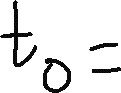 t₀ =